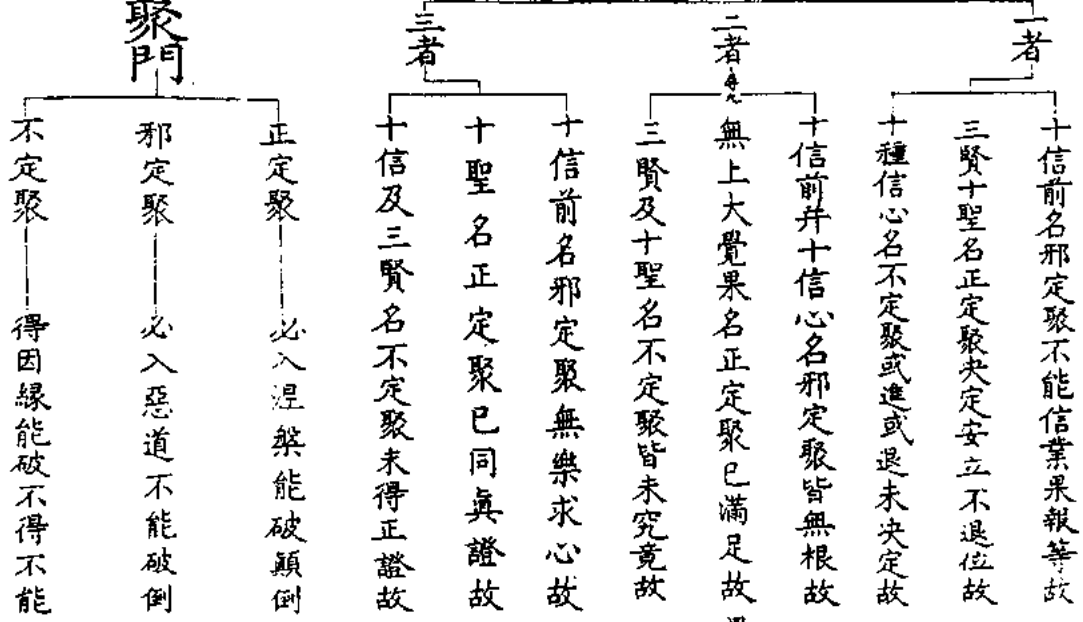 一者
十信前名邪定聚不能信業果報等故
三賢十聖名正定聚决定安立不退位故
十種信心名不定聚或進或退未决定故
二者
十信前并十信心名邪定聚皆無根故
無上大覺果名正定聚已滿足故
三賢及十聖名不定聚皆未究竟故
三者
十信前名邪定聚無樂求心故
十聖名正定聚已同眞證故
十信及三賢名不定聚未得正證故
聚門
正定聚
必入涅槃能破顛倒
邪定聚
必入惡道不能破倒
不定聚
得因縁能破不得不能